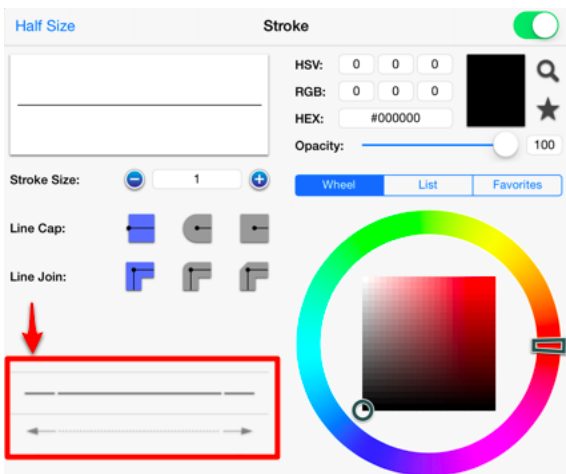 Half Size
Stroke
HSV: 0 0 0
RGB: 0 0 0
HEX: #000000
Opacity: 100
Stroke Size: 1
Wheel List Favorites
Line Cap:
Line Join: